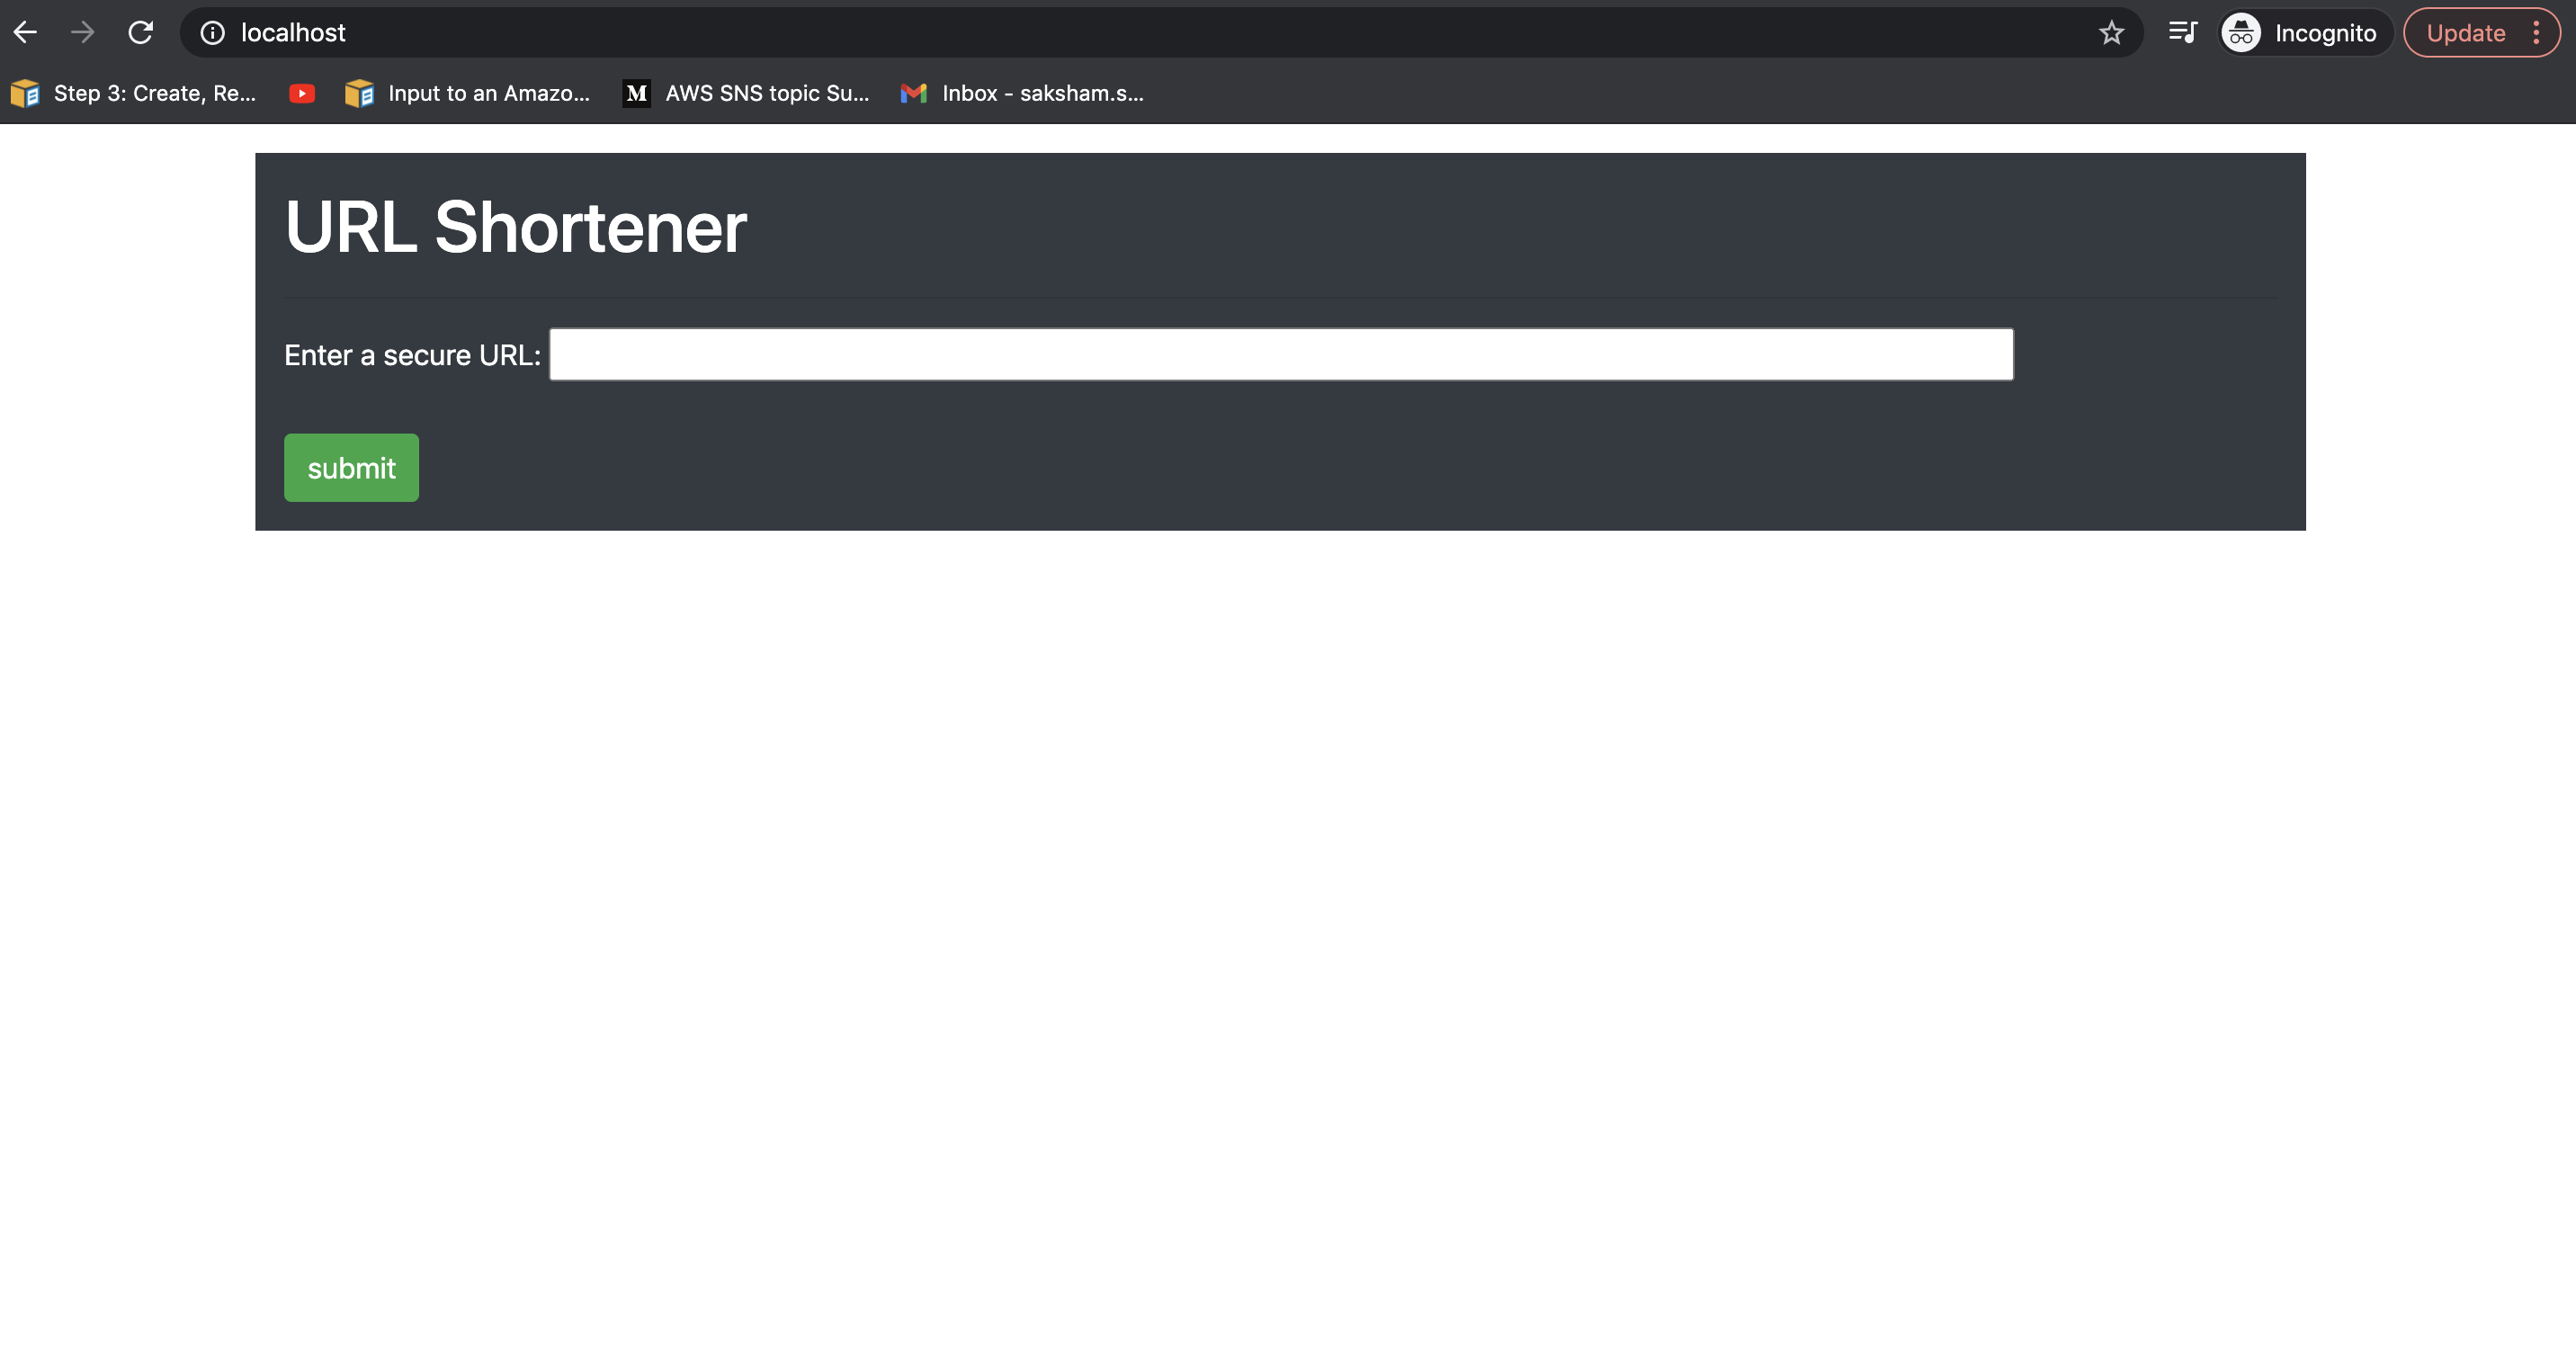 localhost
Incognito
Update
Step 3: Create, Re...
Input to an Amazo...
M
AWS SNS topic Su...
Inbox - saksham.s...
URL Shortener
Enter a secure URL:
submit